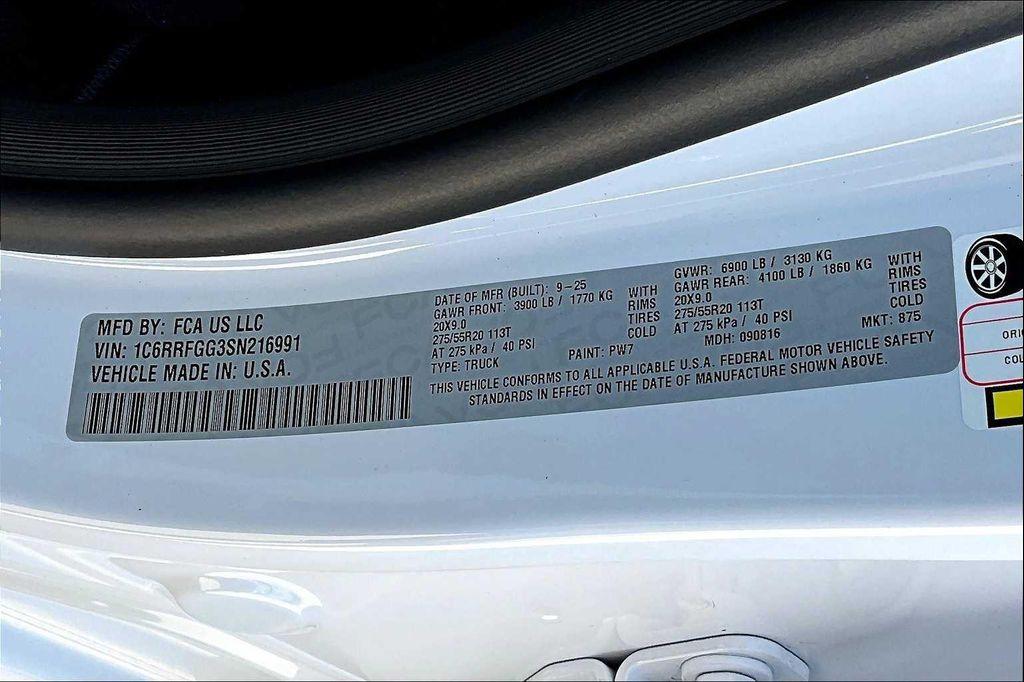 MFD BY: FCA US LLC
VIN: 1C6RRFGG3SN216991
VEHICLE MADE IN: U.S.A.
DATE OF MFR (BUILT): 9-25
GAWR FRONT: 3900 LB / 1770 KG WITH
20X9.0 RIMS
275/55R20 113T TIRES
AT 275 kPa / 40 PSI COLD
TYPE: TRUCK
PAINT: PW7
GVWR: 6900 LB / 3130 KG
GAWR REAR: 4100 LB / 1860 KG WITH
20X9.0 RIMS
275/55R20 113T TIRES
AT 275 kPa / 40 PSI COLD
MDH: 090816
MKT: 875
THIS VEHICLE CONFORMS TO ALL APPLICABLE U.S.A. FEDERAL MOTOR VEHICLE SAFETY
STANDARDS IN EFFECT ON THE DATE OF MANUFACTURE SHOWN ABOVE.